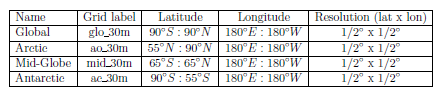 Name Grid label Latitude Longitude Resolution (lat x lon)
Global glo_30m 90°S : 90°N 180°E : 180°W 1/2° x 1/2°
Arctic ao_30m 55°N : 90°N 180°E : 180°W 1/2° x 1/2°
Mid-Globe mid_30m 65°S : 65°N 180°E : 180°W 1/2° x 1/2°
Antarctic ac_30m 90°S : 55°S 180°E : 180°W 1/2° x 1/2°